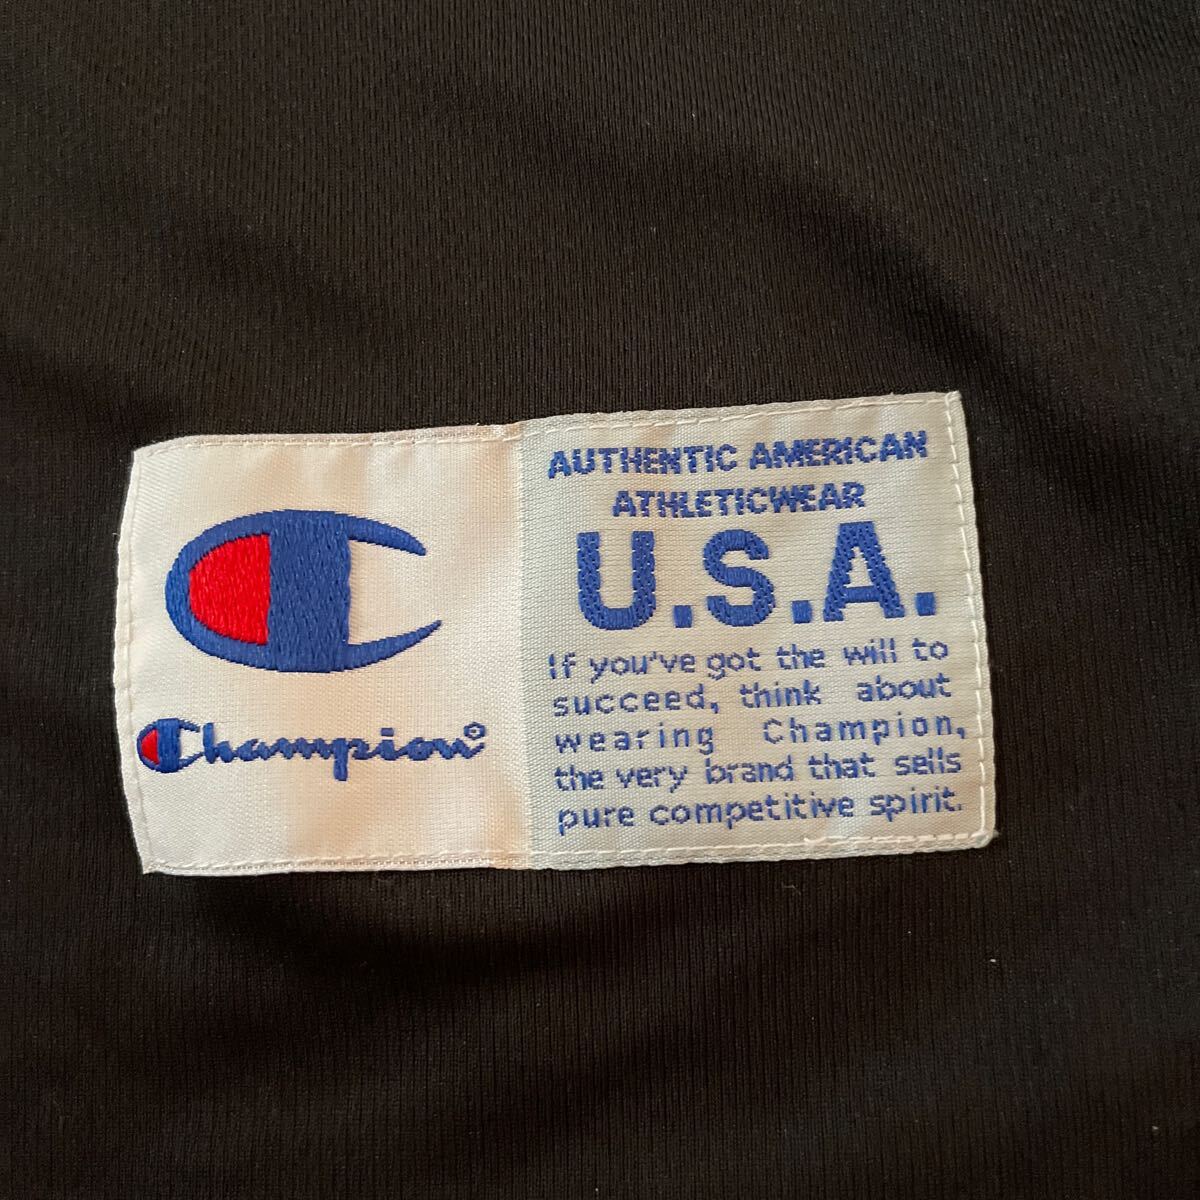 Champion
AUTHENTIC AMERICAN
ATHLETICWEAR
U.S.A.
If you've got the will to
succeed, think about
wearing Champion,
the very brand that sells
pure competitive spirit.